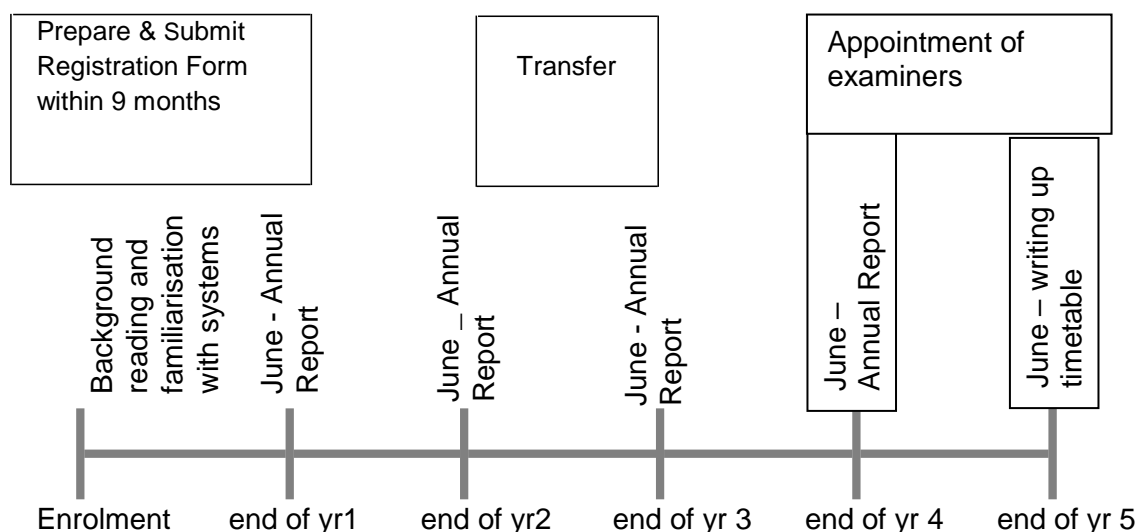 Prepare & Submit
Registration Form
within 9 months
Transfer
Appointment of
examiners
Background
reading and
familiarisation
with systems
June - Annual
Report
June _ Annual
Report
June - Annual
Report
June –
Annual Report
June – writing up
timetable
Enrolment
end of yr1
end of yr2
end of yr 3
end of yr 4
end of yr 5